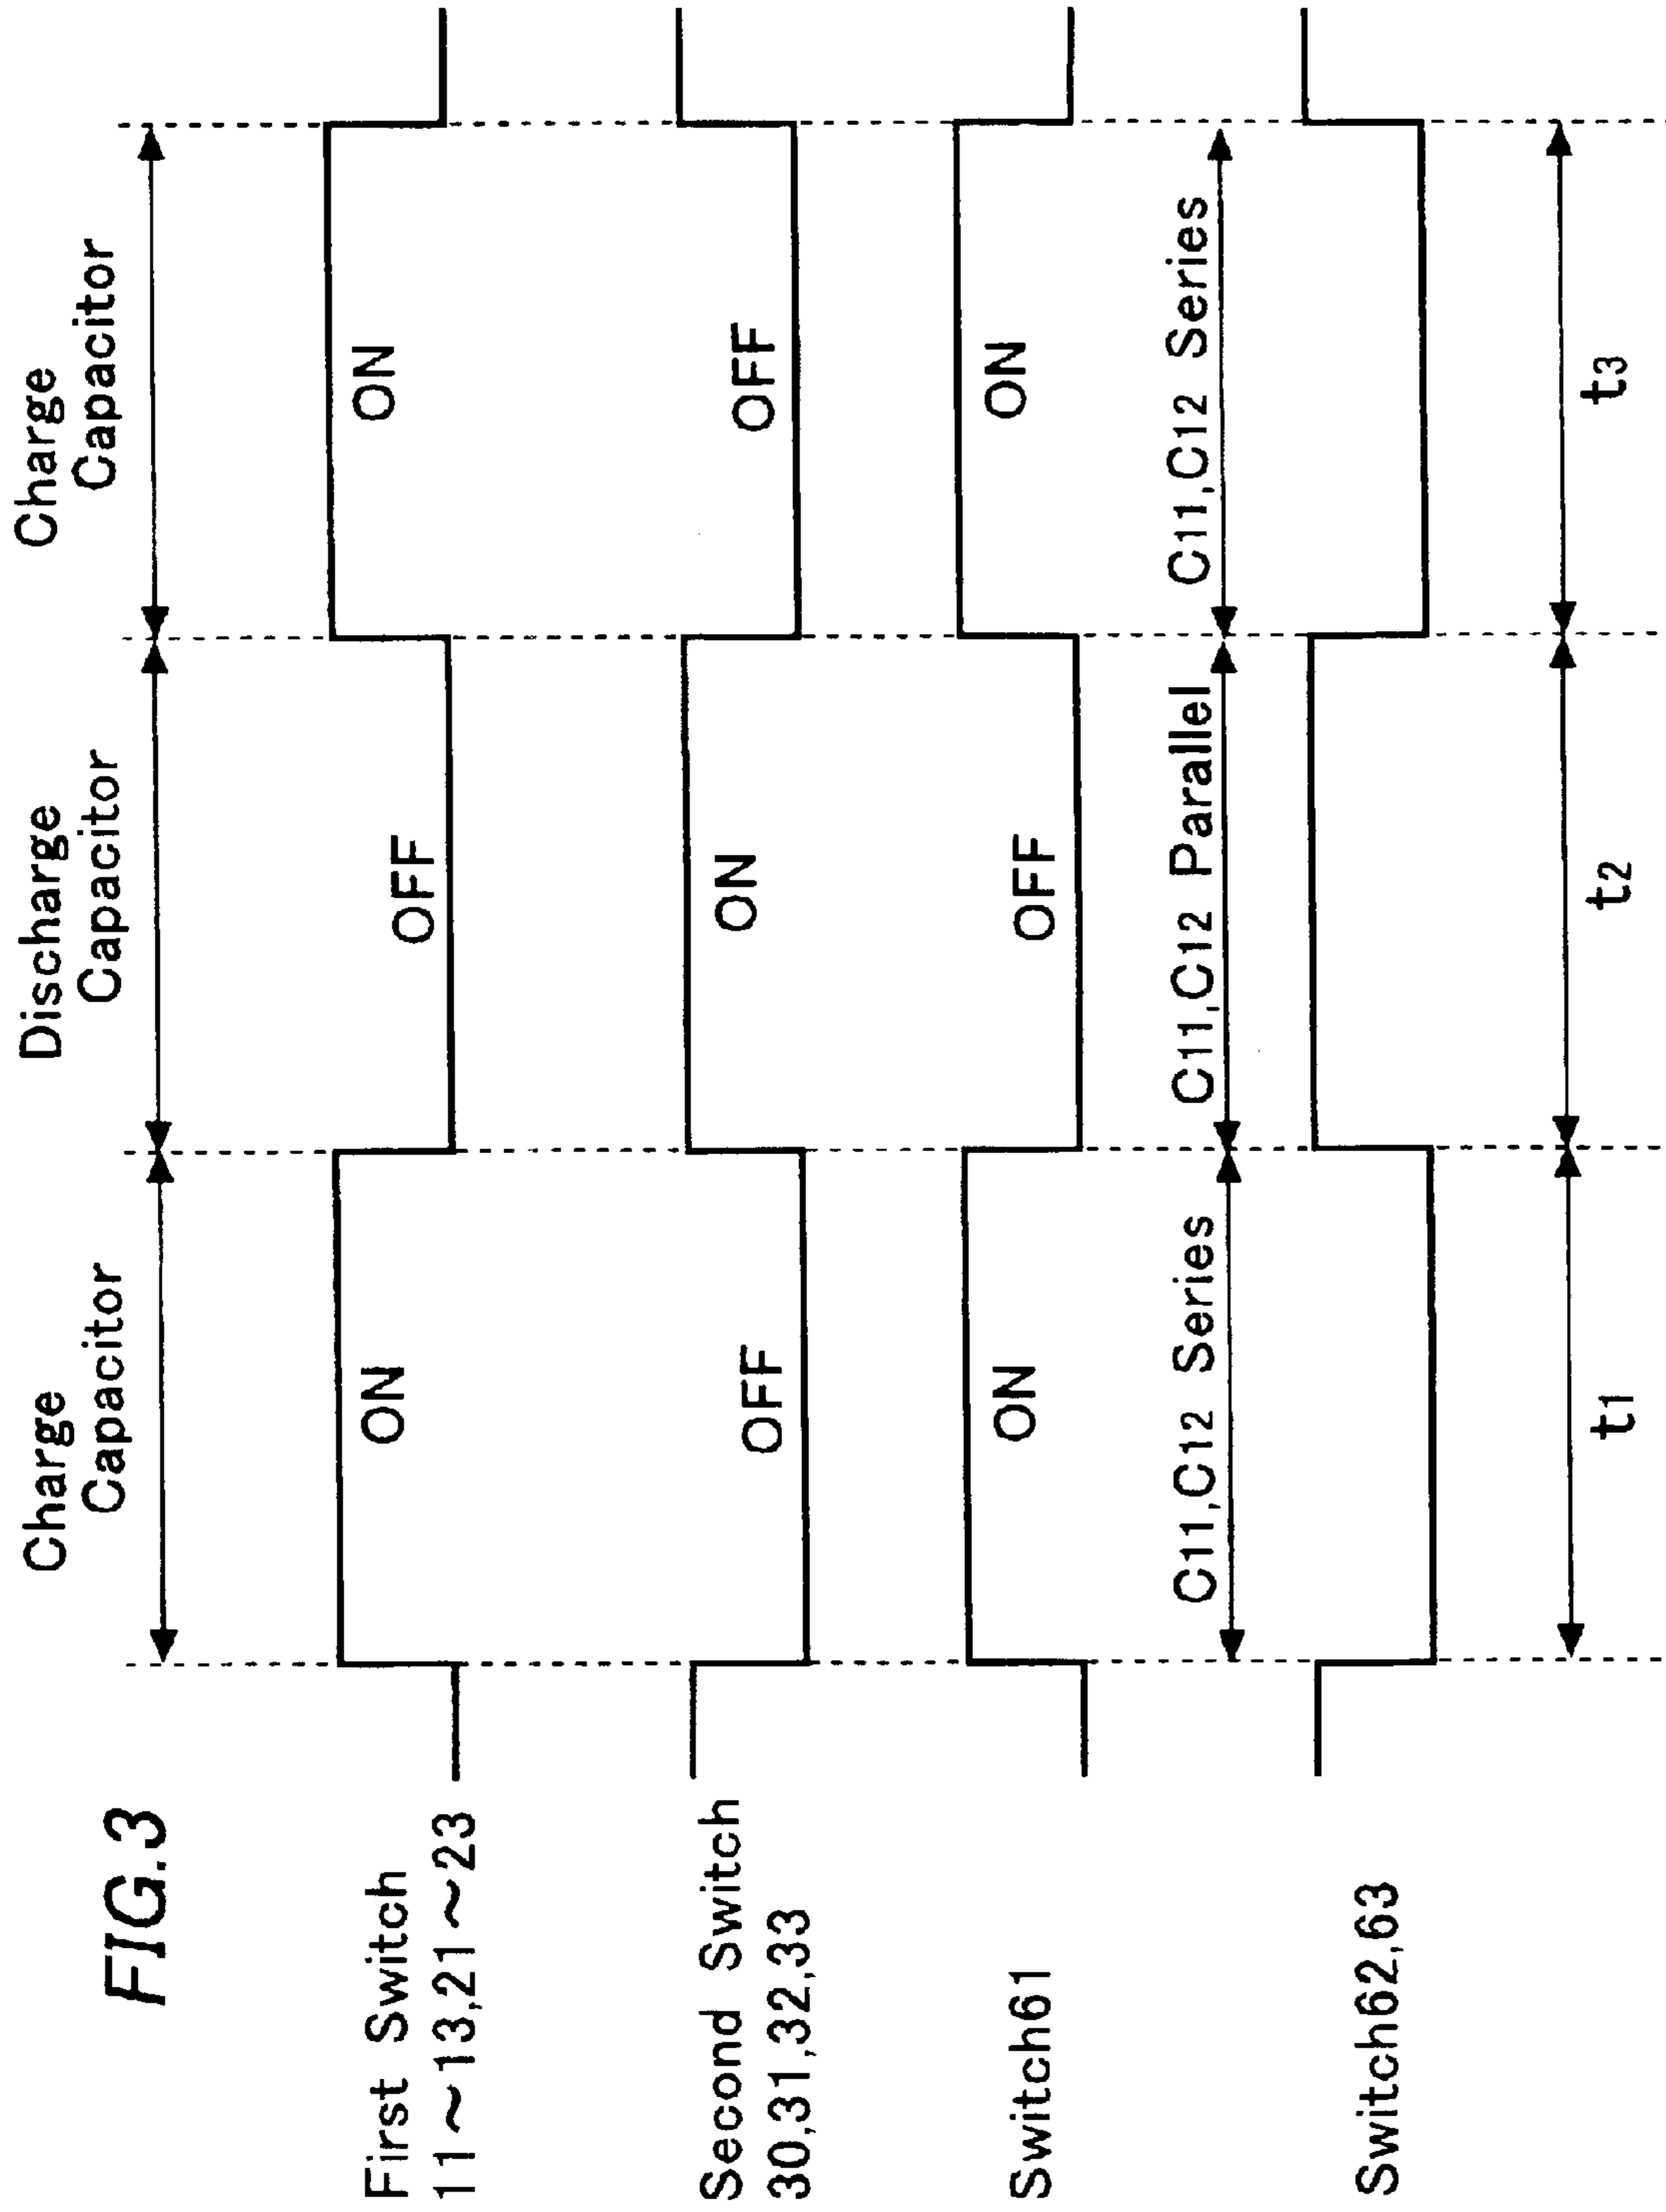 FIG.3
Charge
Capacitor
Discharge
Capacitor
Charge
Capacitor
First Switch
11~13,21~23
ON
OFF
ON
Second Switch
30,31,32,33
OFF
ON
OFF
Switch61
ON
OFF
ON
C11,C12 Series
C11,C12 Parallel
C11,C12 Series
Switch62,63
t1
t2
t3